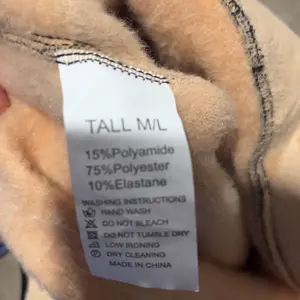 TALL M/L
15%Polyamide
75%Polyester
10%Elastane
WASHING INSTRUCTIONS
HAND WASH
DO NOT BLEACH
DO NOT TUMBLE DRY
LOW IRONING
DRY CLEANING
MADE IN CHINA